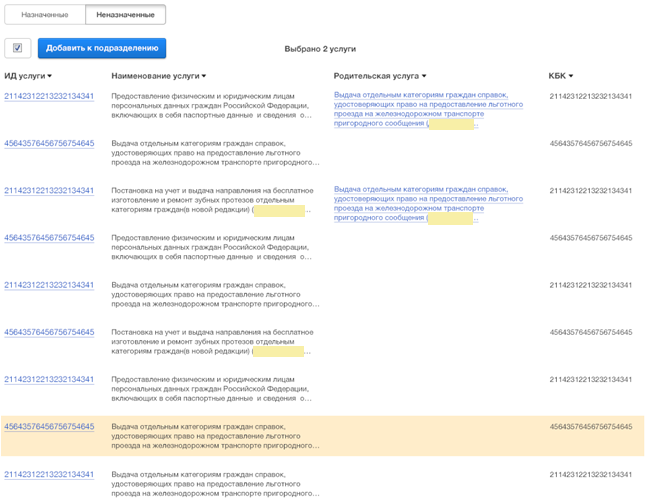 Назначенные Неназначенные
Добавить к подразделению Выбрано 2 услуги
ИД услуги Наименование услуги Родительская услуга КБК
21142312213232134341 Предоставление физическим и юридическим лицам Выдача отдельным категориям граждан справок, 21142312213232134341
персональных данных граждан Российской Федерации, удостоверяющих право на предоставление льготного
включающих в себя паспортные данные и сведения о... проезда на железнодорожном транспорте
пригородного сообщения (
45643576456756754645 Выдача отдельным категориям граждан справок, 45643576456756754645
удостоверяющих право на предоставление льготного
проезда на железнодорожном транспорте пригородного...
21142312213232134341 Постановка на учет и выдача направления на бесплатное Выдача отдельным категориям граждан справок, 21142312213232134341
изготовление и ремонт зубных протезов отдельным удостоверяющих право на предоставление льготного
категориям граждан(в новой редакции) ( ... проезда на железнодорожном транспорте
пригородного сообщения ( ...
45643576456756754645 Предоставление физическим и юридическим лицам 45643576456756754645
персональных данных граждан Российской Федерации,
включающих в себя паспортные данные и сведения о...
21142312213232134341 Выдача отдельным категориям граждан справок, 21142312213232134341
удостоверяющих право на предоставление льготного
проезда на железнодорожном транспорте пригородного...
45643576456756754645 Постановка на учет и выдача направления на бесплатное 45643576456756754645
изготовление и ремонт зубных протезов отдельным
категориям граждан(в новой редакции) ( ...
21142312213232134341 Предоставление физическим и юридическим лицам 21142312213232134341
персональных данных граждан Российской Федерации,
включающих в себя паспортные данные и сведения о...
45643576456756754645 Выдача отдельным категориям граждан справок, 45643576456756754645
удостоверяющих право на предоставление льготного
проезда на железнодорожном транспорте пригородного...
21142312213232134341 Выдача отдельным категориям граждан справок, 21142312213232134341
удостоверяющих право на предоставление льготного
проезда на железнодорожном транспорте пригородного...